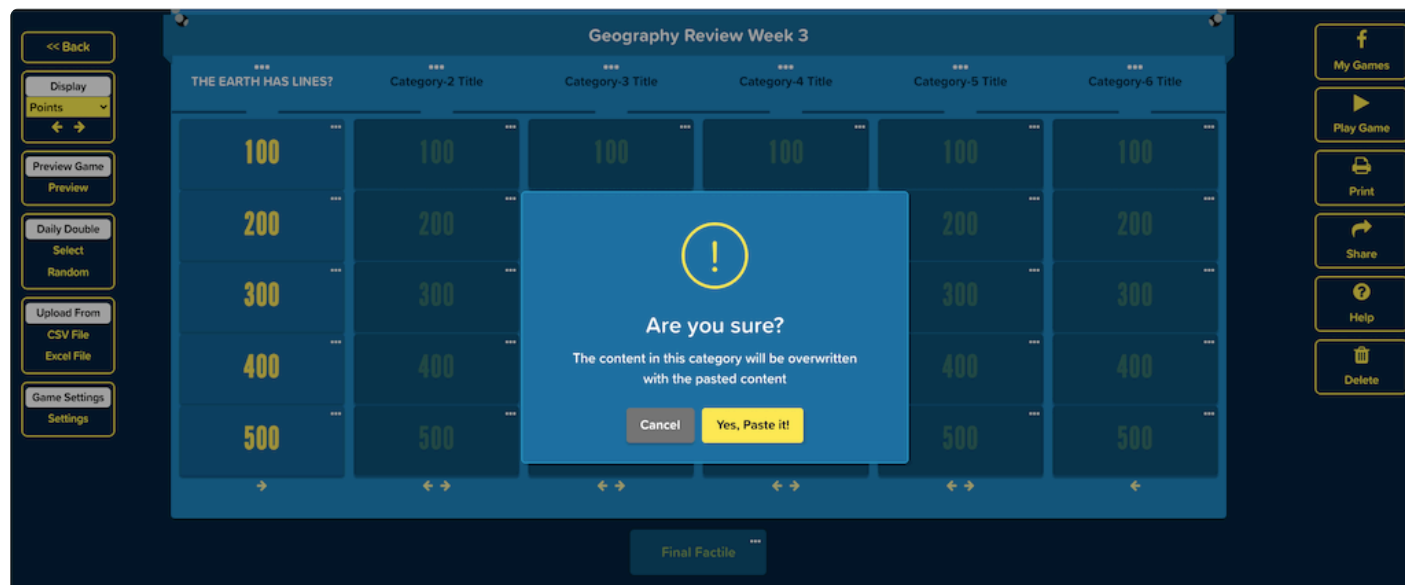 Geography Review Week 3
<< Back
Display
Points
Preview Game
Preview
Daily Double
Select
Random
Upload From
CSV File
Excel File
Game Settings
Settings
THE EARTH HAS LINES?
Category-2 Title
Category-3 Title
Category-4 Title
Category-5 Title
Category-6 Title
100
100
100
100
100
100
200
200
200
200
300
300
300
300
400
400
400
400
500
500
500
500
Are you sure?
The content in this category will be overwritten
with the pasted content
Cancel
Yes, Paste it!
Final Factile
My Games
Play Game
Print
Share
Help
Delete